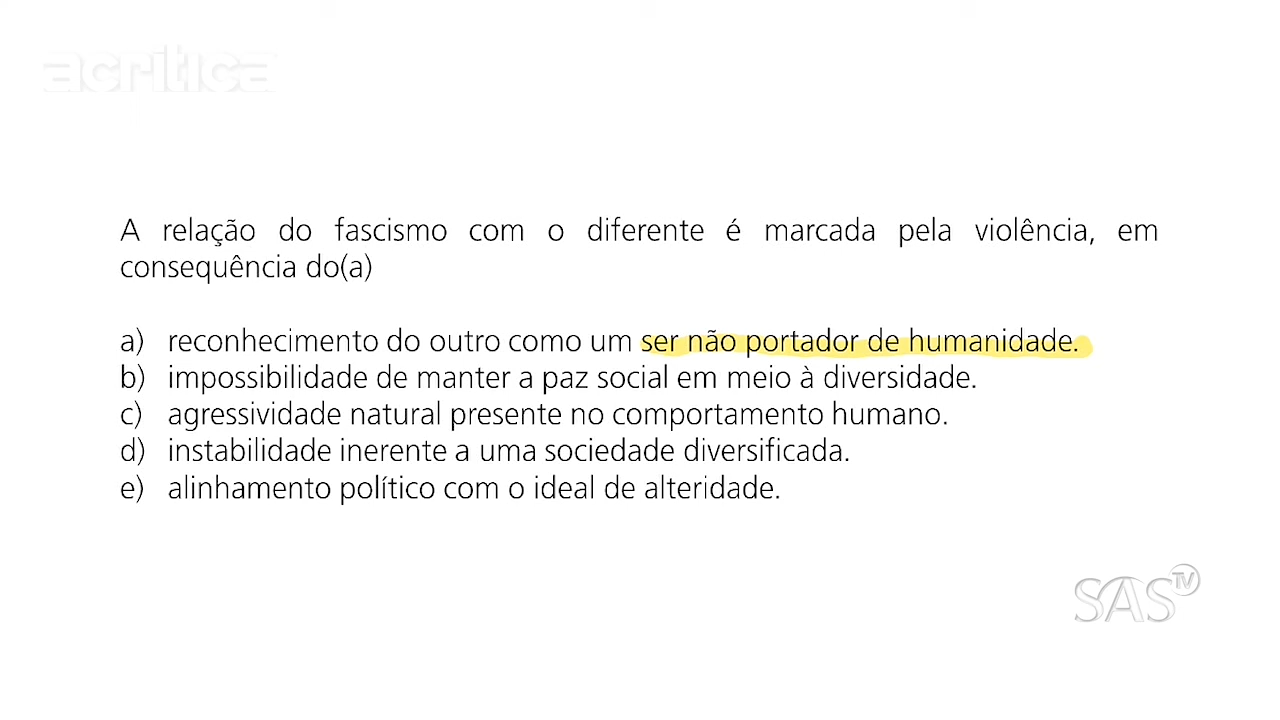 acrítica
A relação do fascismo com o diferente é marcada pela violência, em
consequência do(a)
a) reconhecimento do outro como um ser não portador de humanidade.
b) impossibilidade de manter a paz social em meio à diversidade.
c) agressividade natural presente no comportamento humano.
d) instabilidade inerente a uma sociedade diversificada.
e) alinhamento político com o ideal de alteridade.
SAS TV